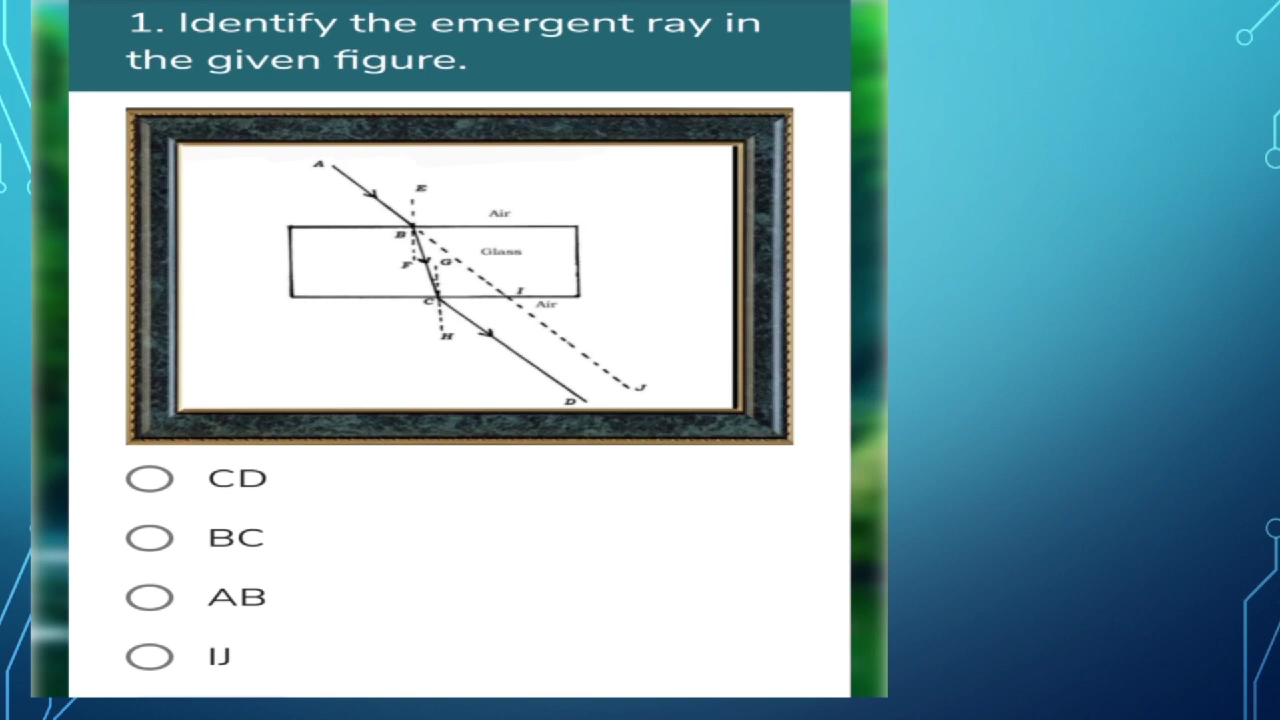 1. Identify the emergent ray in
the given figure.
A
E
Air
B
Glass
F
G
I
C
Air
H
J
D
CD
BC
AB
IJ